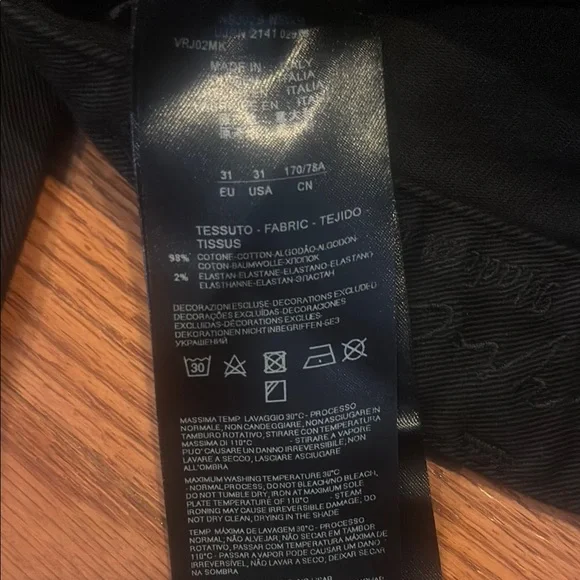 2141
VRJ02MK
MADE IN ITALY
ITALIA
ITALIA
EN
31 31 170/78A
EU USA CN
TESSUTO - FABRIC - TEJIDO -
TISSUS
98% COTONE-COTTON-ALGODÃO-ALGODON-
COTON-BAUMWOLLE-ХЛОПОК
2% ELASTAN-ELASTANE-ELASTANO-ELASTANO
ELASTHANNE-ELASTHAN-ЭЛАСТАН
DECORAZIONI ESCLUSE-DECORATIONS EXCLUDED-
DECORAÇÕES EXCLUÍDAS-DECORACIONES
EXCLUIDAS-DECORATIONS EXCLUES-
DEKORATIONEN NICHT INBEGRIFFEN-БЕЗ
УКРАШЕНИЙ
30
MASSIMA TEMP. LAVAGGIO 30°C - PROCESSO
NORMALE, NON CANDEGGIARE, NON ASCIUGARE IN
TAMBURO ROTATIVO, STIRARE CON TEMPERATURA
MASSIMA DI 110°C - STIRARE A VAPORE
PUO' CAUSARE UN DANNO IRREVERSIBILE, NON
LAVARE A SECCO, LASCIARE ASCIUGARE
ALL'OMBRA
MAXIMUM WASHING TEMPERATURE 30°C
- NORMAL PROCESS, DO NOT BLEACH/NO BLEACH,
DO NOT TUMBLE DRY, IRON AT MAXIMUM SOLE
PLATE TEMPERATURE OF 110°C - STEAM
IRONING MAY CAUSE IRREVERSIBLE DAMAGE, DO
NOT DRY CLEAN, DRYING IN THE SHADE
TEMP. MÁXIMA DE LAVAGEM 30°C - PROCESSO
NORMAL, NÃO ALVEJAR, NÃO SECAR EM TAMBOR
ROTATIVO, PASSAR COM TEMPERATURA MÁXIMA DE
110°C - PASSAR A VAPOR PODE CAUSAR UM DANO
IRREVERSÍVEL, NÃO LAVAR A SECO, DEIXAR SECAR
NA SOMBRA